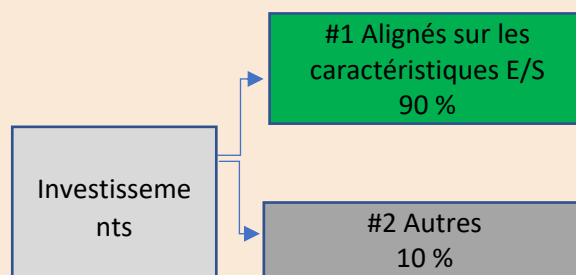 #1 Alignés sur les
caractéristiques E/S
90 %
Investisseme
nts
#2 Autres
10 %